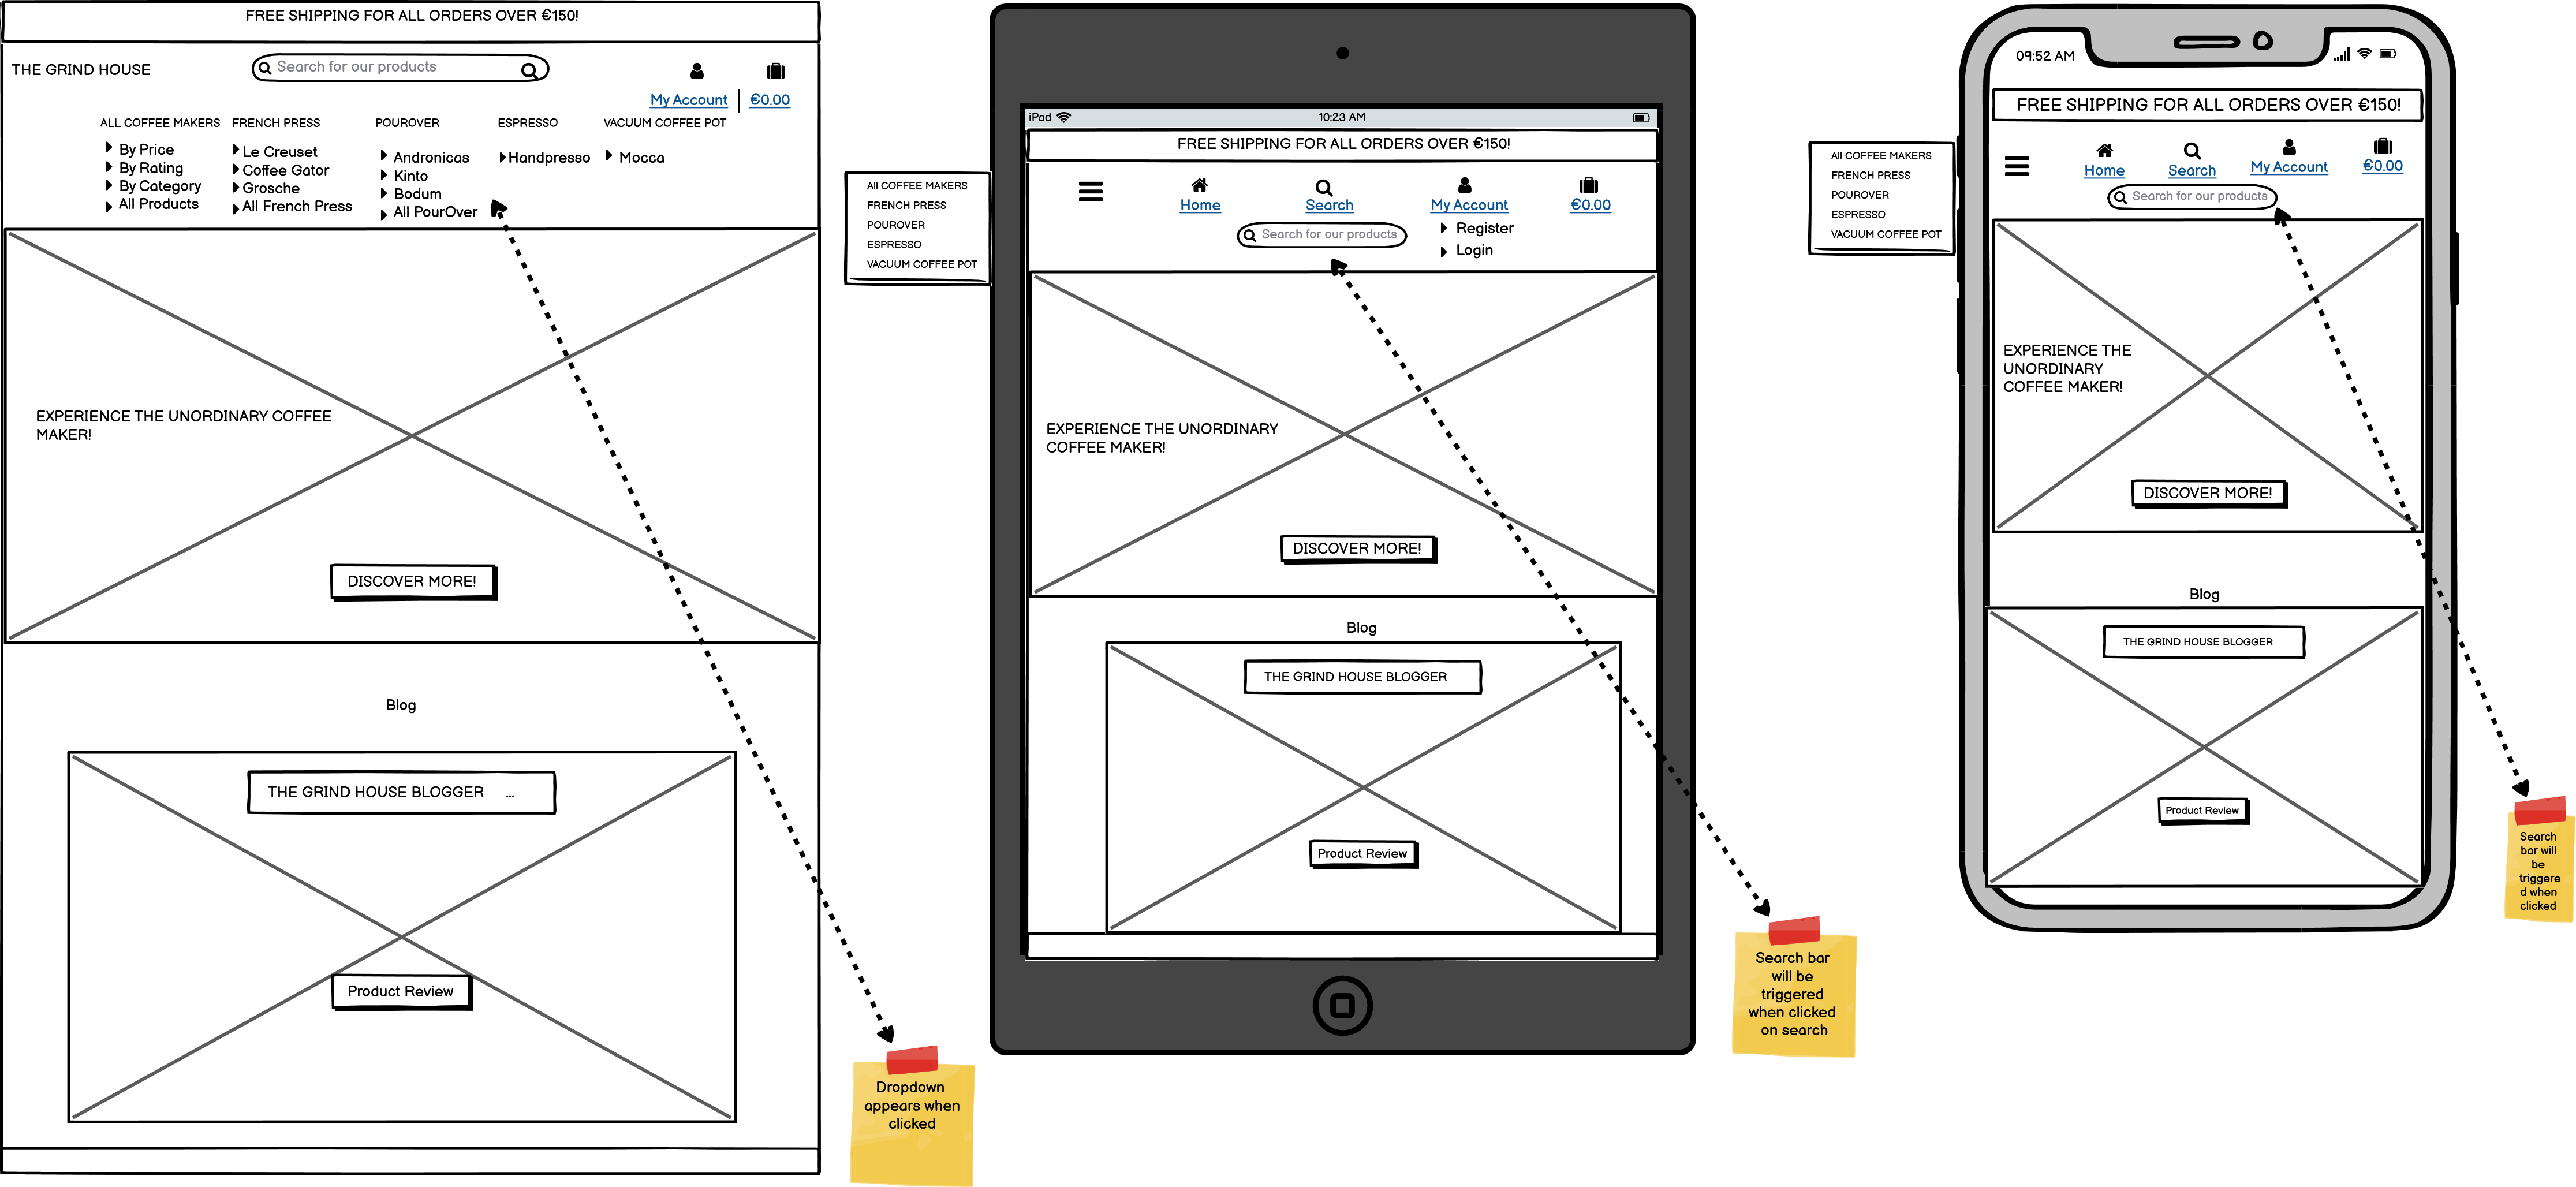 FREE SHIPPING FOR ALL ORDERS OVER €150!
THE GRIND HOUSE
Search for our products
My Account
€0.00
ALL COFFEE MAKERS
By Price
By Rating
By Category
All Products
FRENCH PRESS
Le Creuset
Coffee Gator
Grosche
All French Press
POUROVER
Andronicas
Kinto
Bodum
All PourOver
ESPRESSO
Handpresso
VACUUM COFFEE POT
Mocca
EXPERIENCE THE UNORDINARY COFFEE
MAKER!
DISCOVER MORE!
Blog
THE GRIND HOUSE BLOGGER ...
Product Review
Dropdown
appears when
clicked
All COFFEE MAKERS
FRENCH PRESS
POUROVER
ESPRESSO
VACUUM COFFEE POT
iPad
10:23 AM
FREE SHIPPING FOR ALL ORDERS OVER €150!
Home
Search
My Account
€0.00
Search for our products
Register
Login
EXPERIENCE THE UNORDINARY
COFFEE MAKER!
DISCOVER MORE!
Blog
THE GRIND HOUSE BLOGGER
Product Review
Search bar
will be
triggered
when clicked
on search
All COFFEE MAKERS
FRENCH PRESS
POUROVER
ESPRESSO
VACUUM COFFEE POT
09:52 AM
FREE SHIPPING FOR ALL ORDERS OVER €150!
Home
Search
My Account
€0.00
Search for our products
EXPERIENCE THE
UNORDINARY
COFFEE MAKER!
DISCOVER MORE!
Blog
THE GRIND HOUSE BLOGGER
Product Review
Search
bar will
be
triggere
d when
clicked